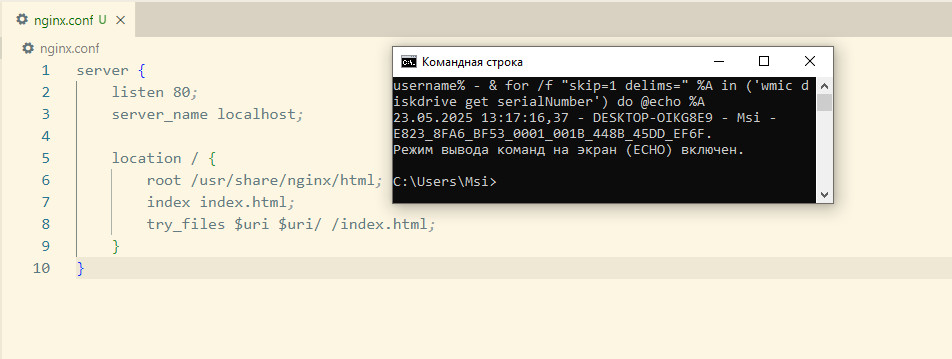 nginx.conf U
nginx.conf
1 server {
2 listen 80;
3 server_name localhost;
4
5 location / {
6 root /usr/share/nginx/html;
7 index index.html;
8 try_files $uri $uri/ /index.html;
9 }
10 }
Командная строка
username% - & for /f "skip=1 delims=" %A in ('wmic d
iskdrive get serialNumber') do @echo %A
23.05.2025 13:17:16,37 - DESKTOP-OIKG8E9 - Msi -
E823_8FA6_BF53_0001_001B_448B_45DD_EF6F.
Режим вывода команд на экран (ECHO) включен.
C:\Users\Msi>